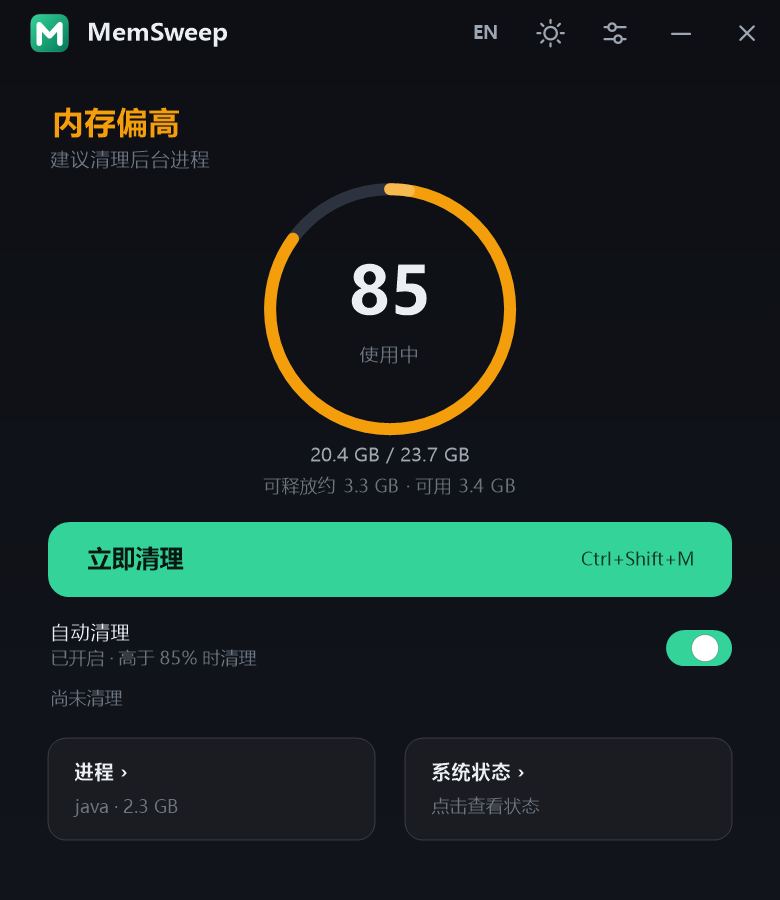 MemSweep EN
内存偏高
建议清理后台进程
85
使用中
20.4 GB / 23.7 GB
可释放约 3.3 GB · 可用 3.4 GB
立即清理 Ctrl+Shift+M
自动清理
已开启 · 高于 85% 时清理
尚未清理
进程 ›
java · 2.3 GB
系统状态 ›
点击查看状态